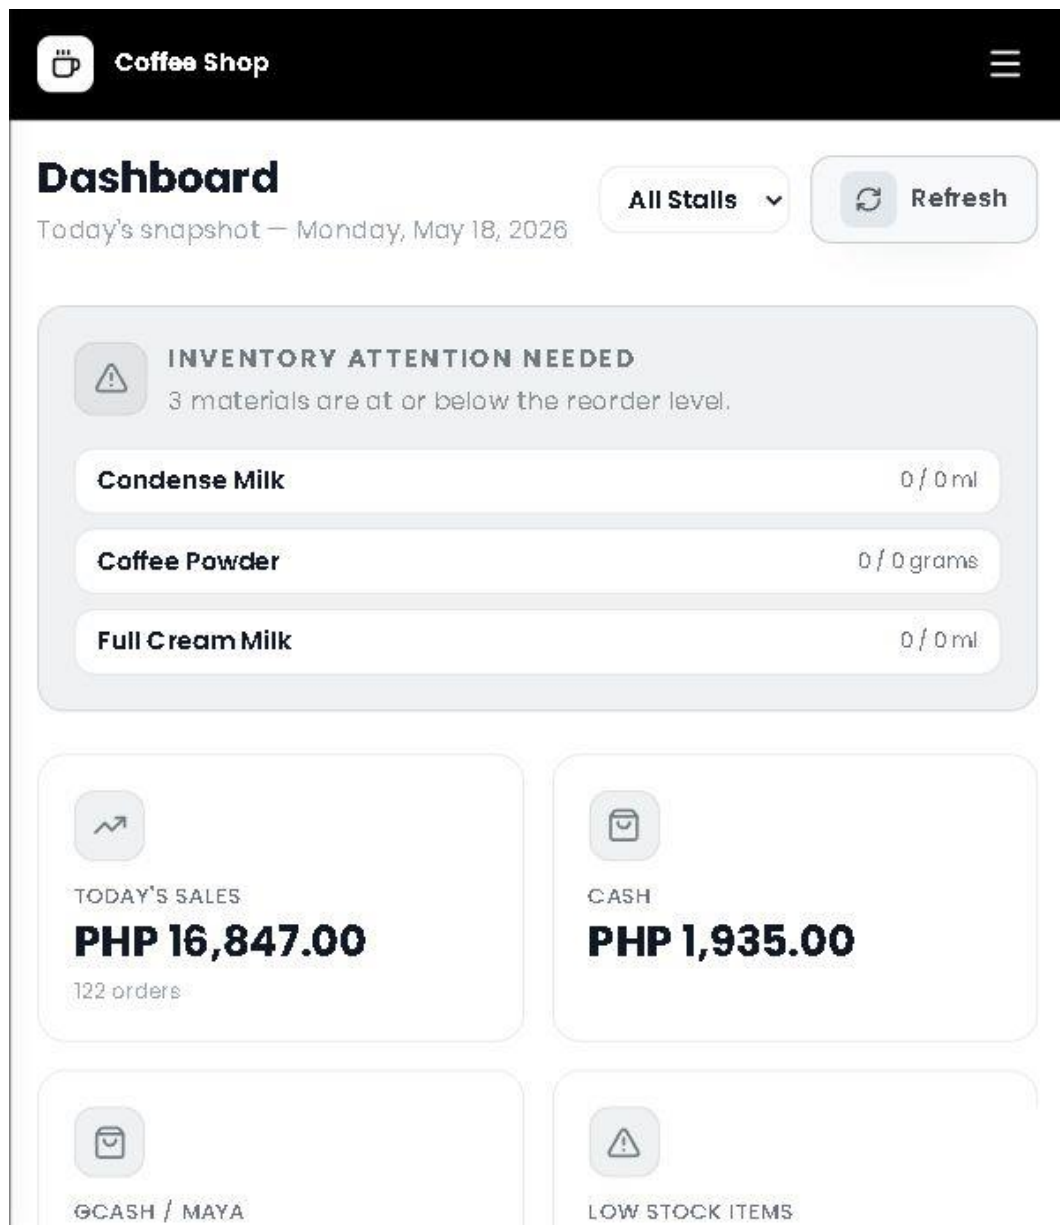 Coffee Shop
Dashboard
Today's snapshot — Monday, May 18, 2026
All Stalls
Refresh
INVENTORY ATTENTION NEEDED
3 materials are at or below the reorder level.
Condense Milk
0 / 0 ml
Coffee Powder
0 / 0 grams
Full Cream Milk
0 / 0 ml
TODAY'S SALES
PHP 16,847.00
122 orders
CASH
PHP 1,935.00
GCASH / MAYA
LOW STOCK ITEMS